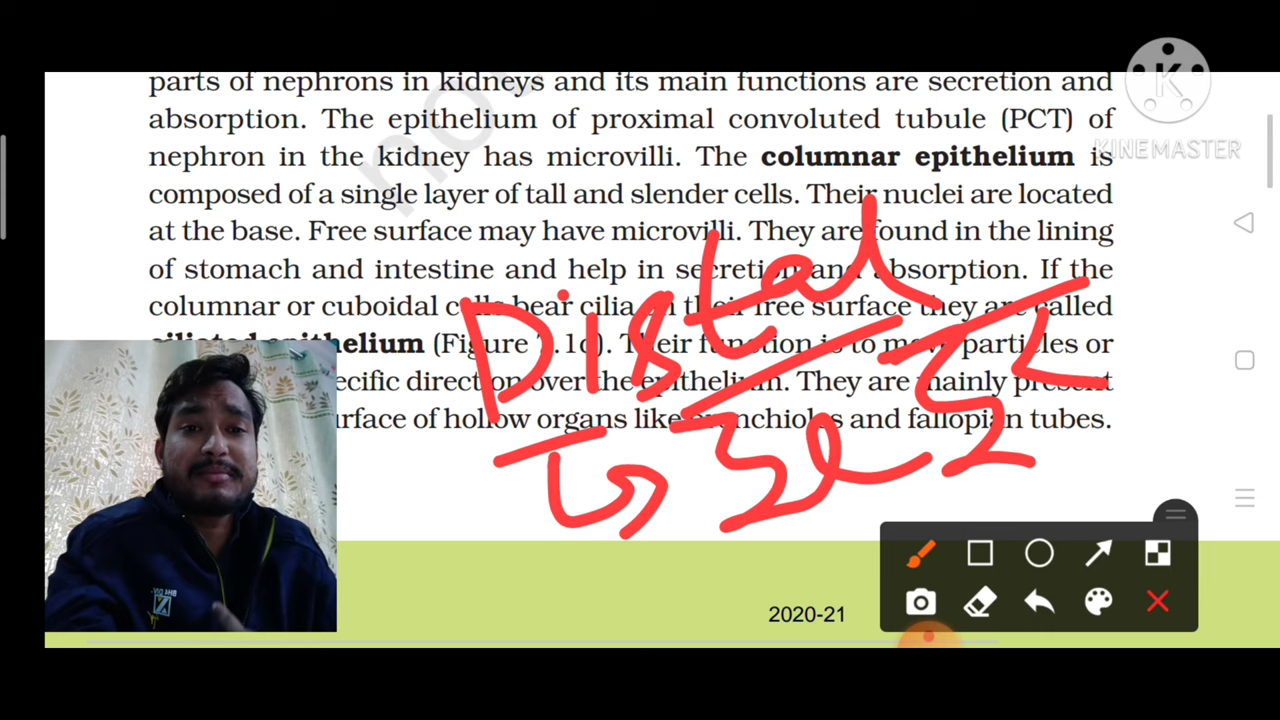 parts of nephrons in kidneys and its main functions are secretion and
absorption. The epithelium of proximal convoluted tubule (PCT) of
nephron in the kidney has microvilli. The columnar epithelium is
composed of a single layer of tall and slender cells. Their nuclei are located
at the base. Free surface may have microvilli. They are found in the lining
of stomach and intestine and help in secretion and absorption. If the
columnar or cuboidal cells bear cilia on their free surface they are called
ciliated epithelium (Figure 7.1d). Their function is to move particles or
specific direction over the epithelium. They are mainly present
surface of hollow organs like bronchioles and fallopian tubes.
Distal
2020-21
KINEMASTER
K
no